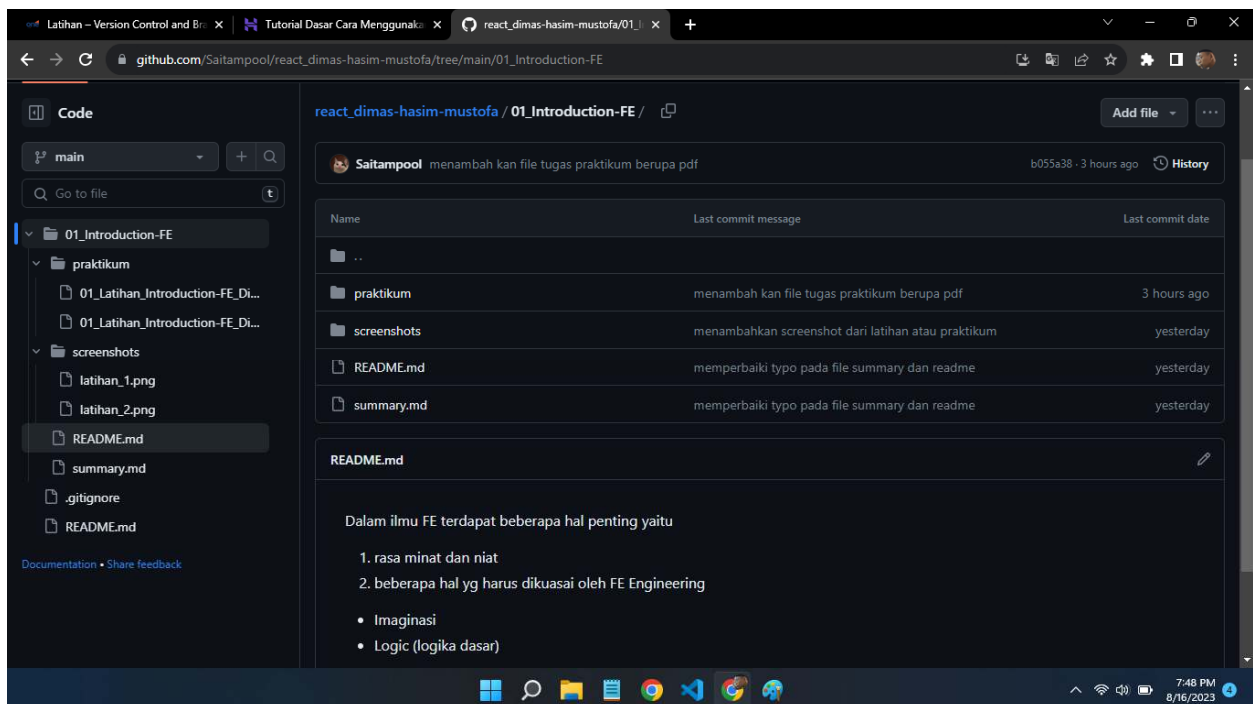 Latihan – Version Control and Bra
Tutorial Dasar Cara Menggunaka
react_dimas-hasim-mustofa/01_I
github.com/Saitampool/react_dimas-hasim-mustofa/tree/main/01_Introduction-FE
Code
main
Go to file
t
01_Introduction-FE
praktikum
01_Latihan_Introduction-FE_Di...
01_Latihan_Introduction-FE_Di...
screenshots
latihan_1.png
latihan_2.png
README.md
summary.md
.gitignore
README.md
Documentation • Share feedback
react_dimas-hasim-mustofa / 01_Introduction-FE /
Add file
Saitampool menambah kan file tugas praktikum berupa pdf
b055a38 · 3 hours ago History
Name Last commit message Last commit date
..
praktikum menambah kan file tugas praktikum berupa pdf 3 hours ago
screenshots menambahkan screenshot dari latihan atau praktikum yesterday
README.md memperbaiki typo pada file summary dan readme yesterday
summary.md memperbaiki typo pada file summary dan readme yesterday
README.md
Dalam ilmu FE terdapat beberapa hal penting yaitu
1. rasa minat dan niat
2. beberapa hal yg harus dikuasai oleh FE Engineering
• Imaginasi
• Logic (logika dasar)
7:48 PM
8/16/2023
4